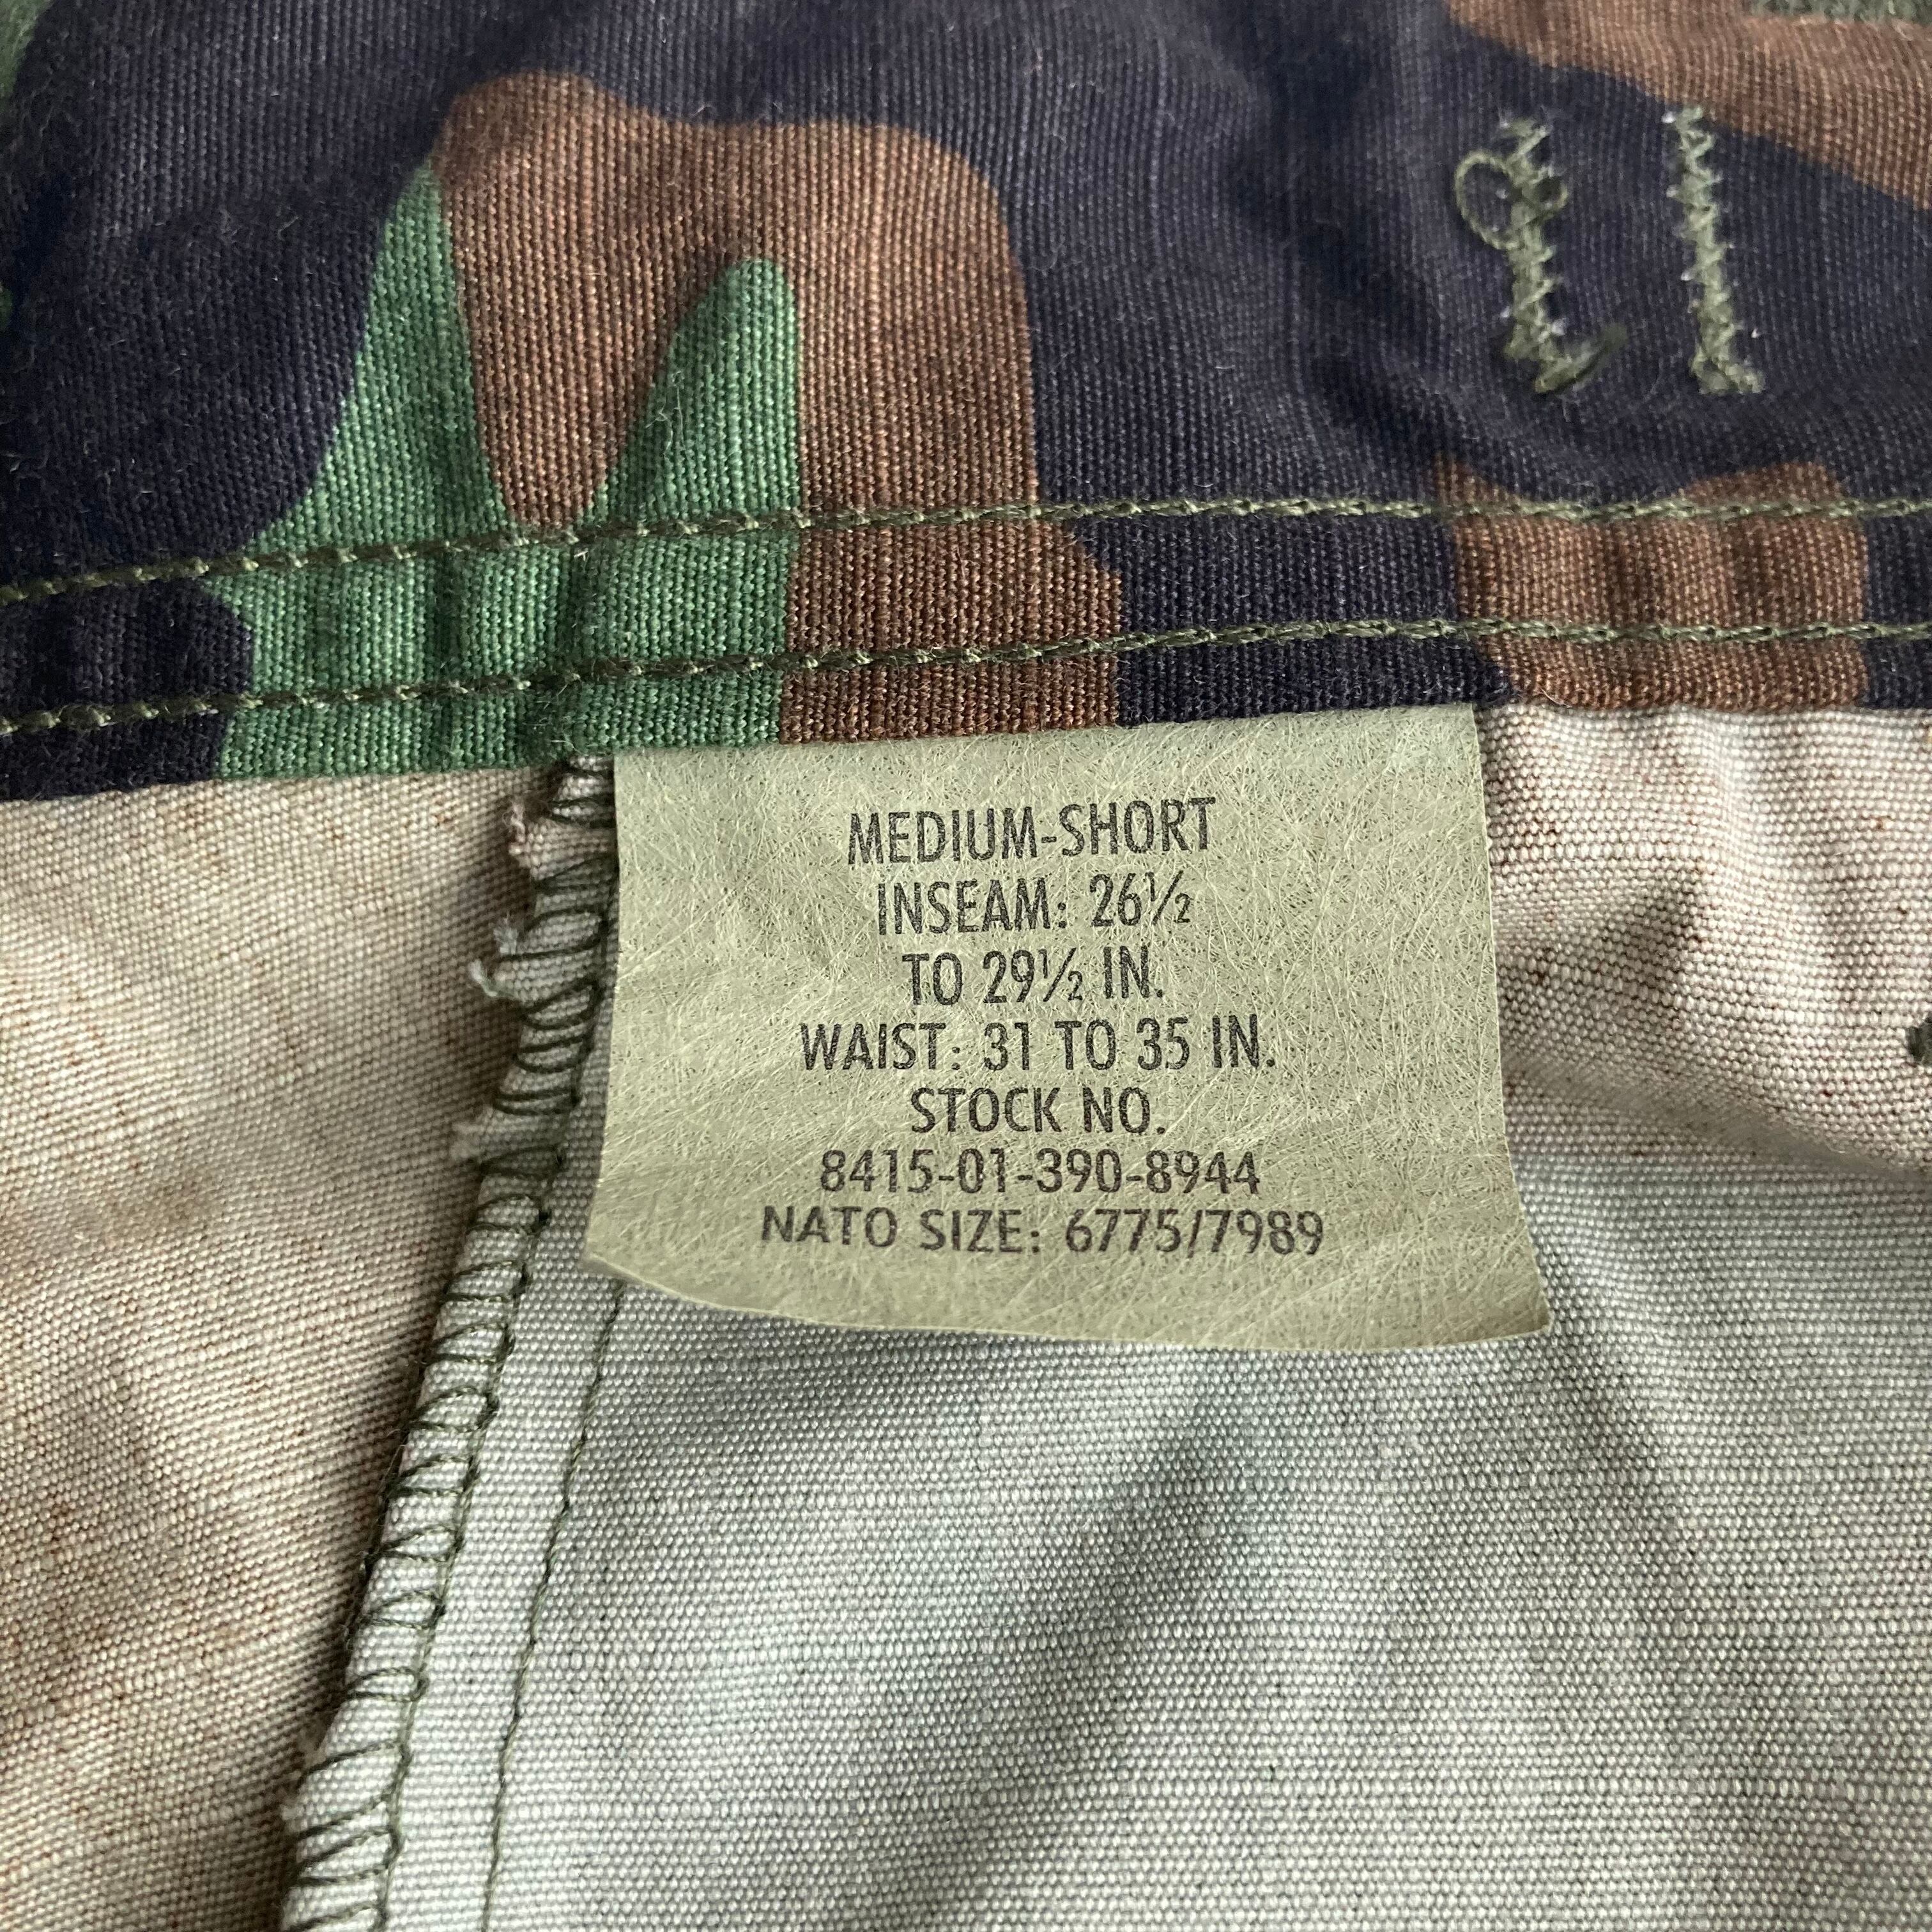 MEDIUM-SHORT
INSEAM: 26½
TO 29½ IN.
WAIST: 31 TO 35 IN.
STOCK NO.
8415-01-390-8944
NATO SIZE: 6775/7989